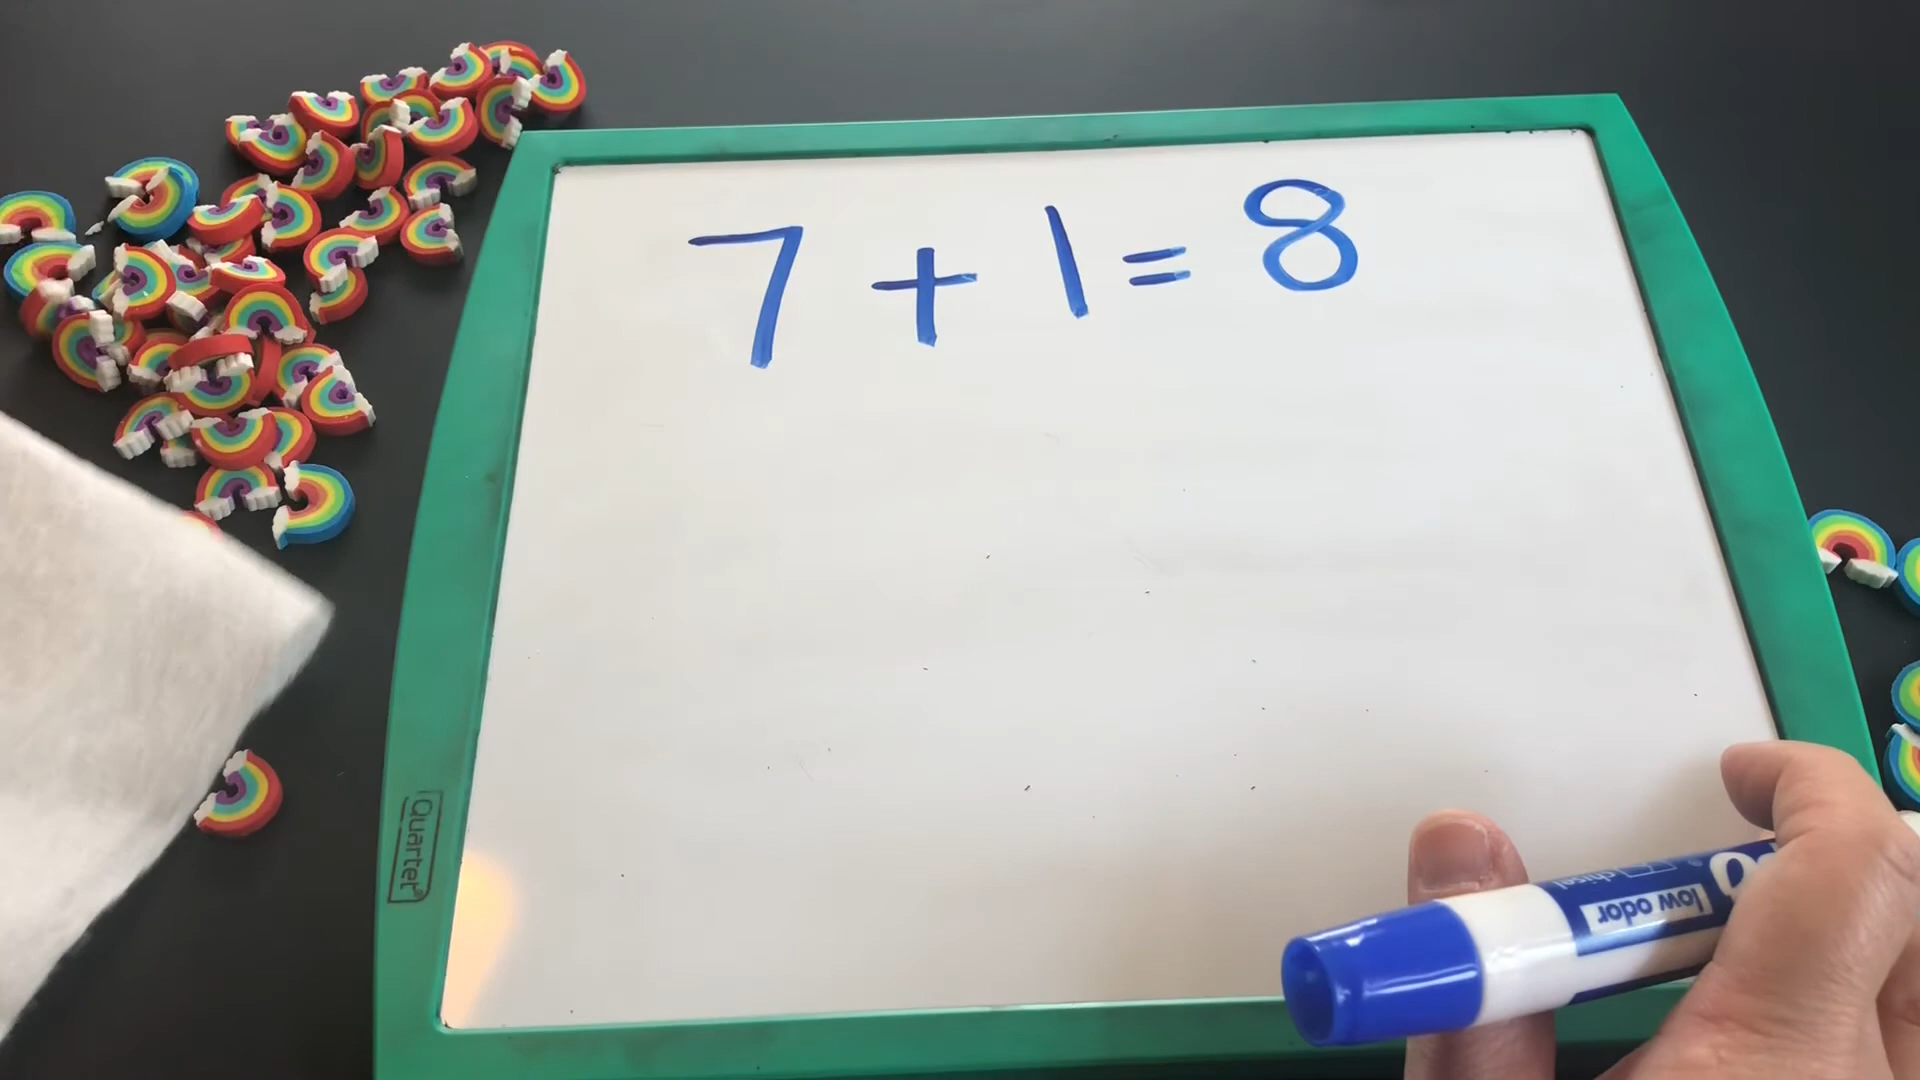 7 + 1 = 8
Quartet®
low odor
chisel